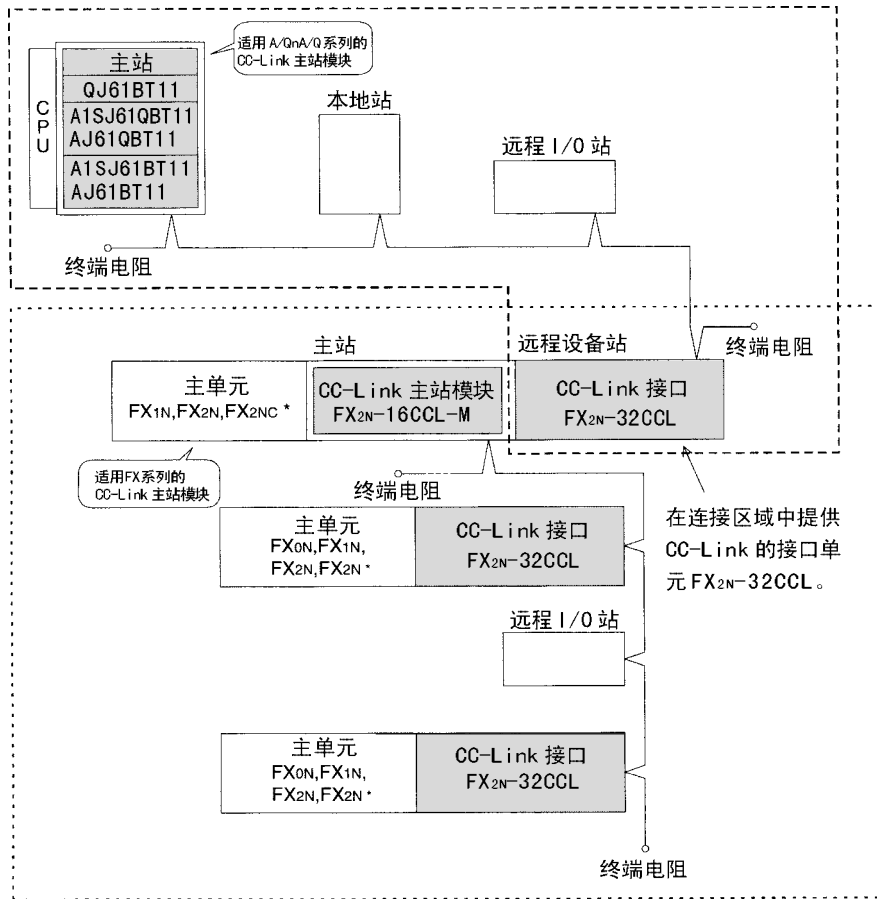 适用 A/QnA/Q 系列的
CC-Link 主站模块
CPU
主站
QJ61BT11
A1SJ61QBT11
AJ61QBT11
A1SJ61BT11
AJ61BT11
本地站
远程 I/O 站
终端电阻
主站
远程设备站
终端电阻
主单元
FX1N,FX2N,FX2NC *
CC-Link 主站模块
FX2N-16CCL-M
CC-Link 接口
FX2N-32CCL
适用FX系列的
CC-Link 主站模块
终端电阻
主单元
FX0N,FX1N,
FX2N,FX2N *
CC-Link 接口
FX2N-32CCL
在连接区域中提供
CC-Link 的接口单
元 FX2N-32CCL。
远程 I/O 站
主单元
FX0N,FX1N,
FX2N,FX2N *
CC-Link 接口
FX2N-32CCL
终端电阻